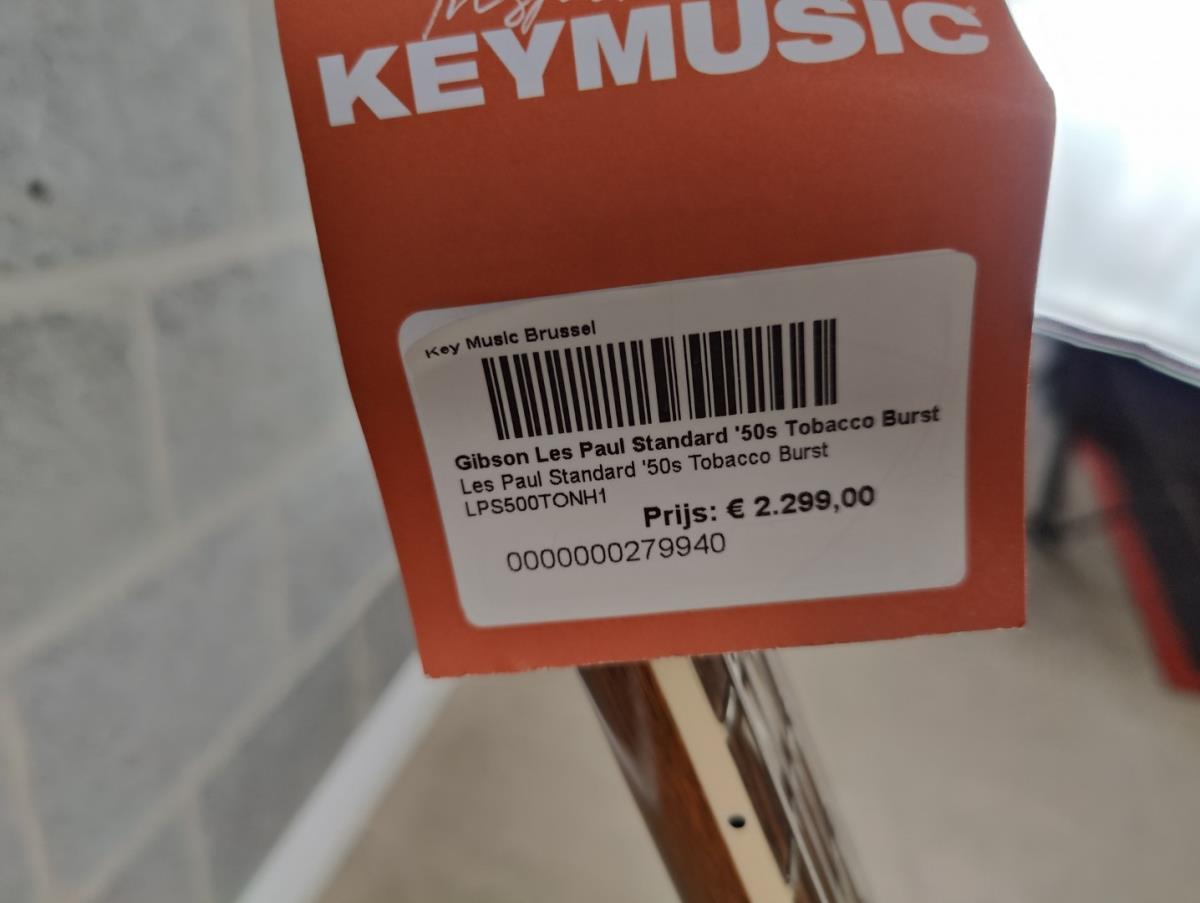 KEYMUSIC
Key Music Brussel
Gibson Les Paul Standard '50s Tobacco Burst
Les Paul Standard '50s Tobacco Burst
LPS500TONH1
Prijs: € 2.299,00
0000000279940